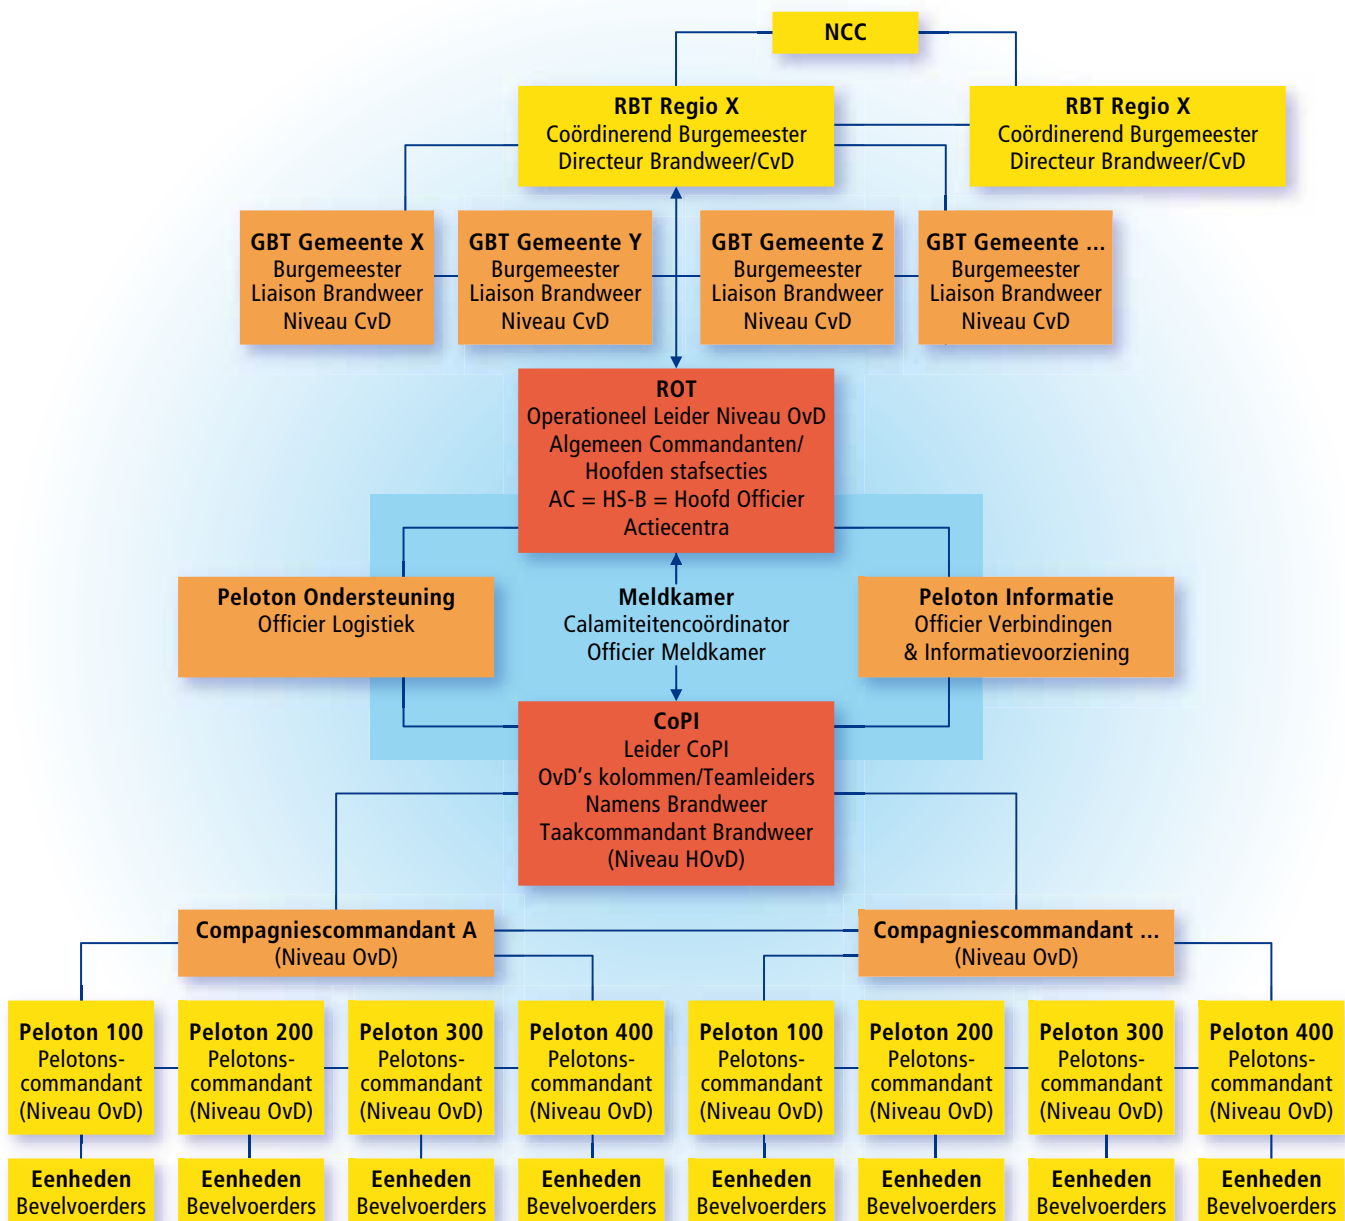 NCC
RBT Regio X
Coördinerend Burgemeester
Directeur Brandweer/CvD
RBT Regio X
Coördinerend Burgemeester
Directeur Brandweer/CvD
GBT Gemeente X
Burgemeester
Liaison Brandweer
Niveau CvD
GBT Gemeente Y
Burgemeester
Liaison Brandweer
Niveau CvD
GBT Gemeente Z
Burgemeester
Liaison Brandweer
Niveau CvD
GBT Gemeente ...
Burgemeester
Liaison Brandweer
Niveau CvD
ROT
Operationeel Leider Niveau OvD
Algemeen Commandanten/
Hoofden stafsecties
AC = HS-B = Hoofd Officier
Actiecentra
Peloton Ondersteuning
Officier Logistiek
Meldkamer
Calamiteitencoördinator
Officier Meldkamer
Peloton Informatie
Officier Verbindingen
& Informatievoorziening
CoPI
Leider CoPI
OvD's kolommen/Teamleiders
Namens Brandweer
Taakcommandant Brandweer
(Niveau HOvD)
Compagniescommandant A
(Niveau OvD)
Compagniescommandant ...
(Niveau OvD)
Peloton 100
Pelotons-
commandant
(Niveau OvD)
Peloton 200
Pelotons-
commandant
(Niveau OvD)
Peloton 300
Pelotons-
commandant
(Niveau OvD)
Peloton 400
Pelotons-
commandant
(Niveau OvD)
Peloton 100
Pelotons-
commandant
(Niveau OvD)
Peloton 200
Pelotons-
commandant
(Niveau OvD)
Peloton 300
Pelotons-
commandant
(Niveau OvD)
Peloton 400
Pelotons-
commandant
(Niveau OvD)
Eenheden
Bevelvoerders
Eenheden
Bevelvoerders
Eenheden
Bevelvoerders
Eenheden
Bevelvoerders
Eenheden
Bevelvoerders
Eenheden
Bevelvoerders
Eenheden
Bevelvoerders
Eenheden
Bevelvoerders